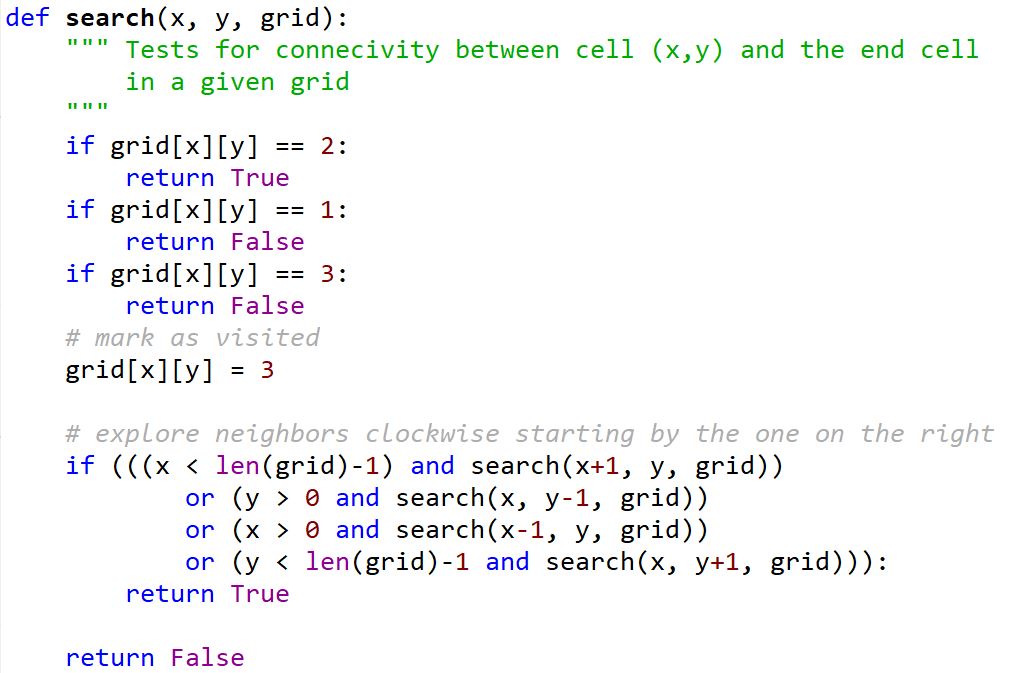 def search(x, y, grid):
    """ Tests for connecivity between cell (x,y) and the end cell
        in a given grid
    """
    if grid[x][y] == 2:
        return True
    if grid[x][y] == 1:
        return False
    if grid[x][y] == 3:
        return False
    # mark as visited
    grid[x][y] = 3

    # explore neighbors clockwise starting by the one on the right
    if (((x < len(grid)-1) and search(x+1, y, grid))
            or (y > 0 and search(x, y-1, grid))
            or (x > 0 and search(x-1, y, grid))
            or (y < len(grid)-1 and search(x, y+1, grid))):
        return True

    return False